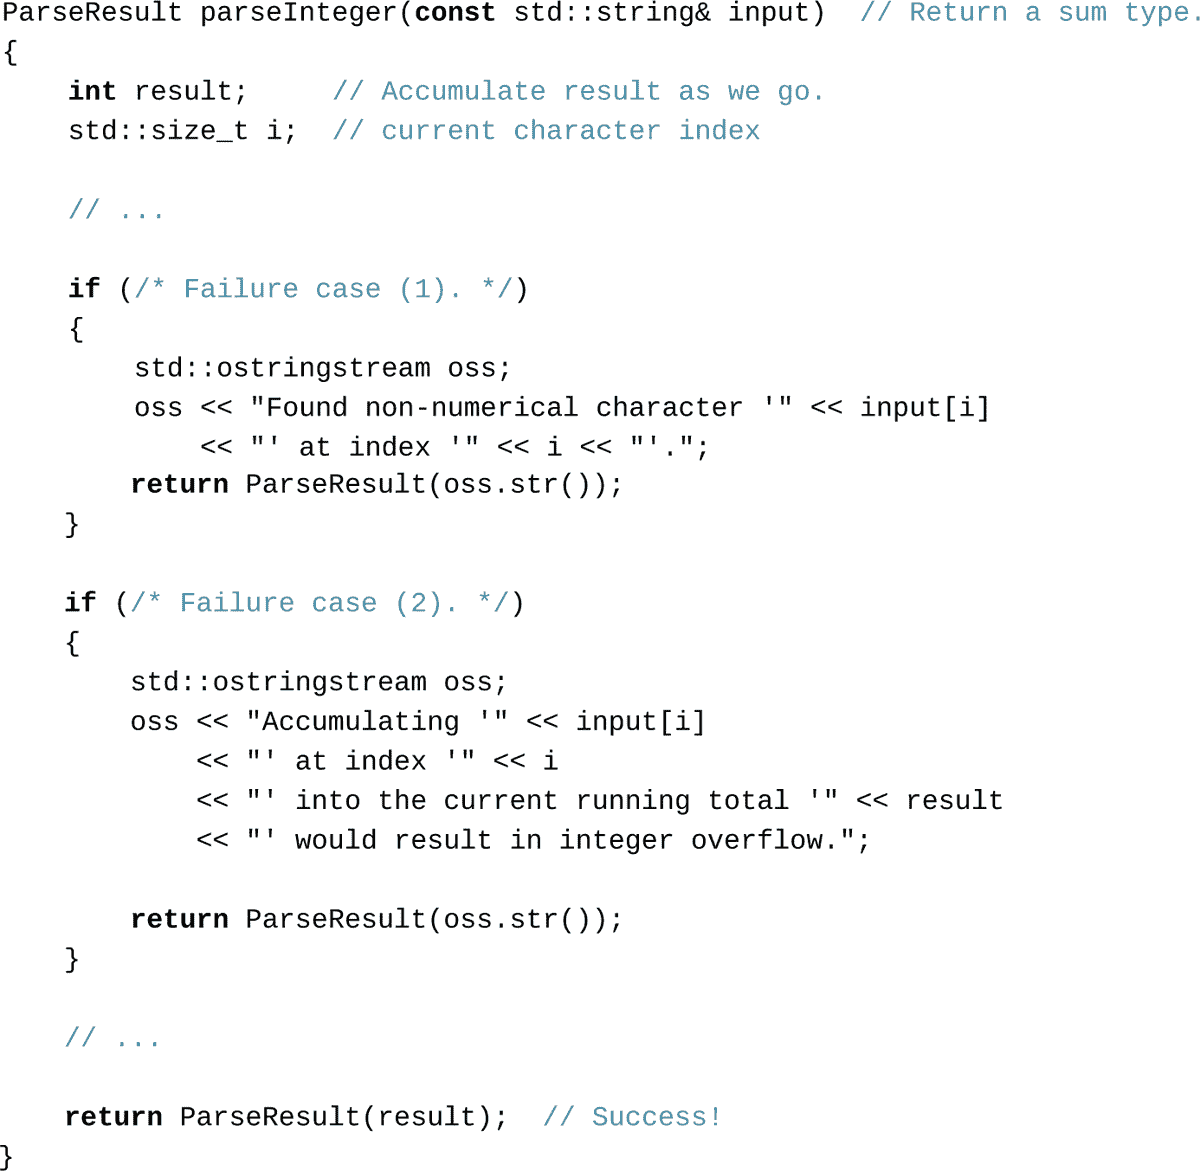 ParseResult parseInteger(const std::string& input)  // Return a sum type.
{
    int result;     // Accumulate result as we go.
    std::size_t i;  // current character index

    // ...

    if (/* Failure case (1). */)
    {
        std::ostringstream oss;
        oss << "Found non-numerical character '" << input[i]
            << "' at index '" << i << "'.";
        return ParseResult(oss.str());
    }

    if (/* Failure case (2). */)
    {
        std::ostringstream oss;
        oss << "Accumulating '" << input[i]
            << "' at index '" << i
            << "' into the current running total '" << result
            << "' would result in integer overflow.";

        return ParseResult(oss.str());
    }

    // ...

    return ParseResult(result);  // Success!
}